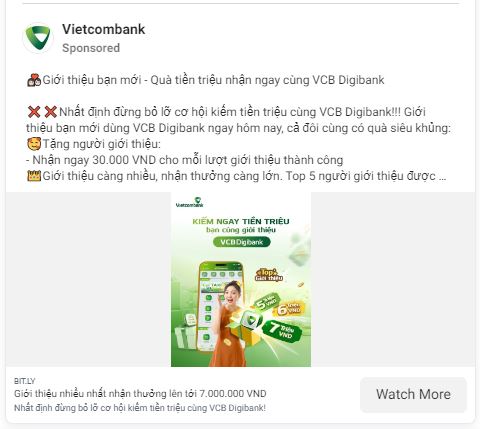 Vietcombank
Sponsored
Giới thiệu bạn mới - Quà tiền triệu nhận ngay cùng VCB Digibank
❌❌Nhất định đừng bỏ lỡ cơ hội kiếm tiền triệu cùng VCB Digibank!!! Giới
thiệu bạn mới dùng VCB Digibank ngay hôm nay, cả đôi cùng có quà siêu khủng:
🥰Tặng người giới thiệu:
- Nhận ngay 30.000 VND cho mỗi lượt giới thiệu thành công
Giới thiệu càng nhiều, nhận thưởng càng lớn. Top 5 người giới thiệu được ...
Vietcombank
KIẾM NGAY TIỀN TRIỆU
bạn cùng giới thiệu
VCB Digibank
Top
Giới thiệu
5 Triệu VND
6 Triệu VND
7 Triệu VND
BIT.LY
Giới thiệu nhiều nhất nhận thưởng lên tới 7.000.000 VND
Nhất định đừng bỏ lỡ cơ hội kiếm tiền triệu cùng VCB Digibank!
Watch More